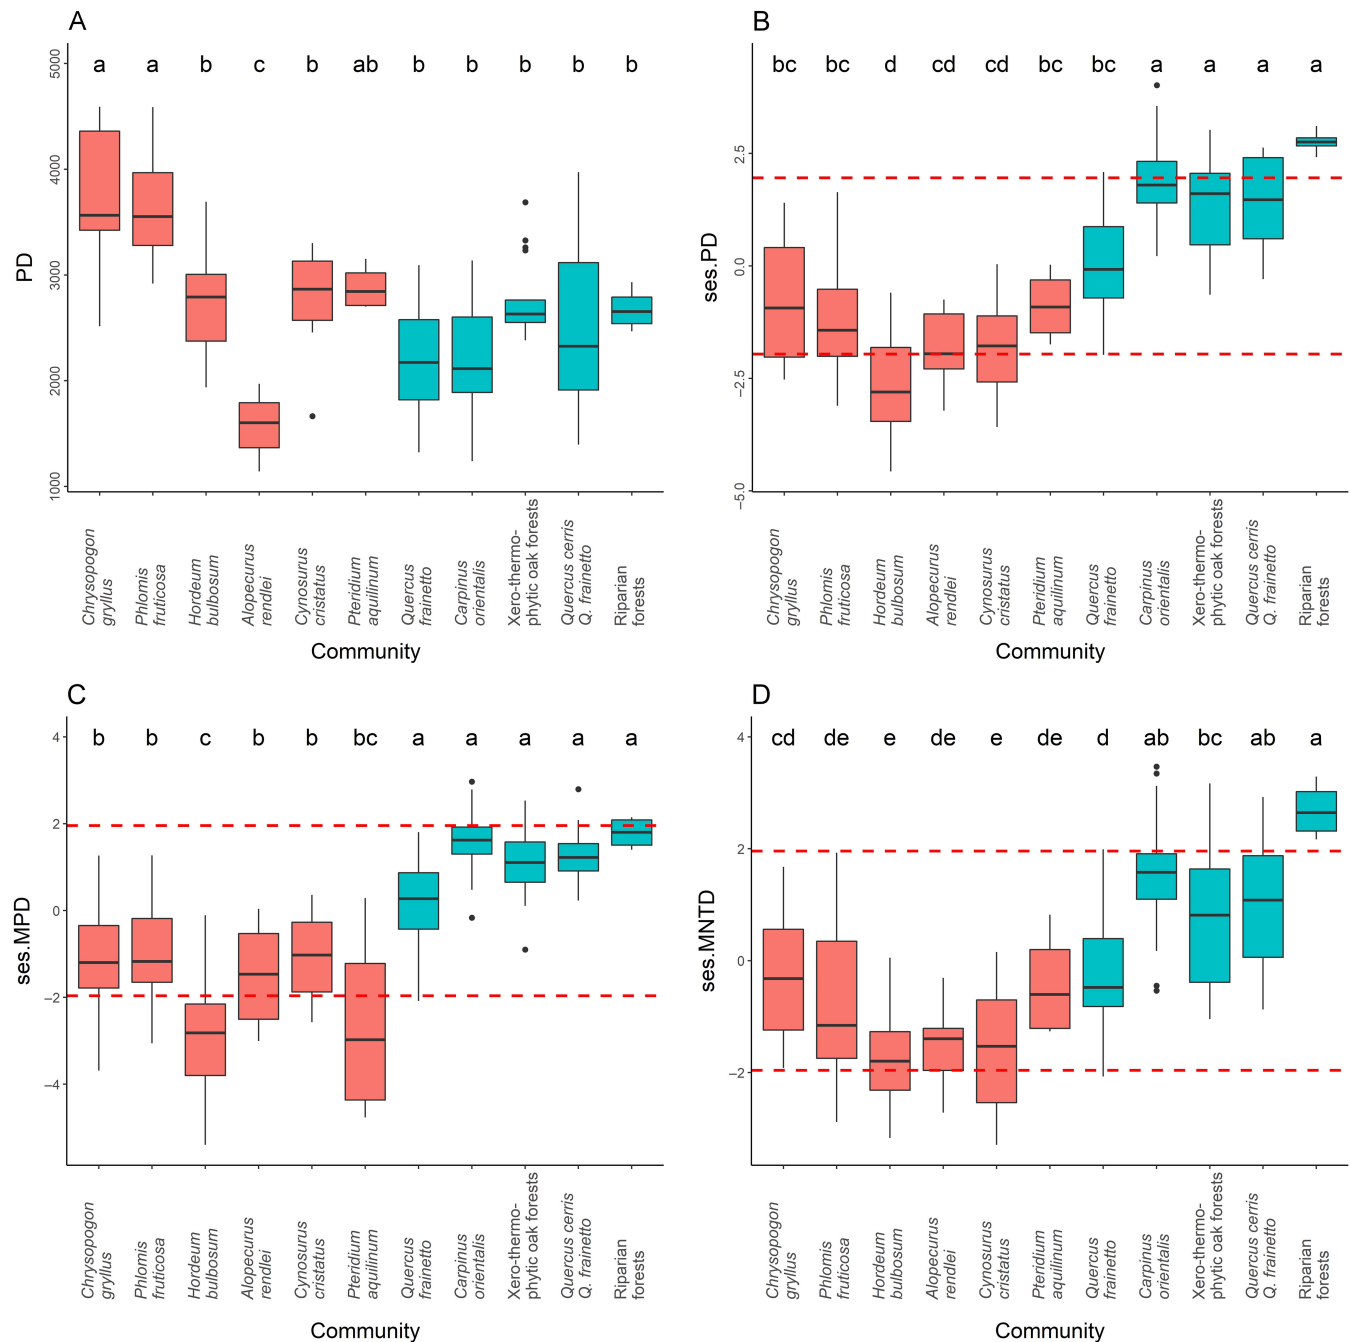 A
PD
5000
4000
3000
2000
1000
a a b c b ab b b b b b
Chrysopogon
gryllus
Phlomis
fruticosa
Hordeum
bulbosum
Alopecurus
rendlei
Cynosurus
cristatus
Pteridium
aquilinum
Quercus
frainetto
Carpinus
orientalis
Xero-thermo-
phytic oak forests
Quercus cerris
Q. frainetto
Riparian
forests
Community
B
ses.PD
2.5
0.0
−2.5
−5.0
bc bc d cd cd bc bc a a a a
Chrysopogon
gryllus
Phlomis
fruticosa
Hordeum
bulbosum
Alopecurus
rendlei
Cynosurus
cristatus
Pteridium
aquilinum
Quercus
frainetto
Carpinus
orientalis
Xero-thermo-
phytic oak forests
Quercus cerris
Q. frainetto
Riparian
forests
Community
C
ses.MPD
4
2
0
−2
−4
b b c b b bc a a a a a
Chrysopogon
gryllus
Phlomis
fruticosa
Hordeum
bulbosum
Alopecurus
rendlei
Cynosurus
cristatus
Pteridium
aquilinum
Quercus
frainetto
Carpinus
orientalis
Xero-thermo-
phytic oak forests
Quercus cerris
Q. frainetto
Riparian
forests
Community
D
ses.MNTD
4
2
0
−2
cd de e de e de d ab bc ab a
Chrysopogon
gryllus
Phlomis
fruticosa
Hordeum
bulbosum
Alopecurus
rendlei
Cynosurus
cristatus
Pteridium
aquilinum
Quercus
frainetto
Carpinus
orientalis
Xero-thermo-
phytic oak forests
Quercus cerris
Q. frainetto
Riparian
forests
Community